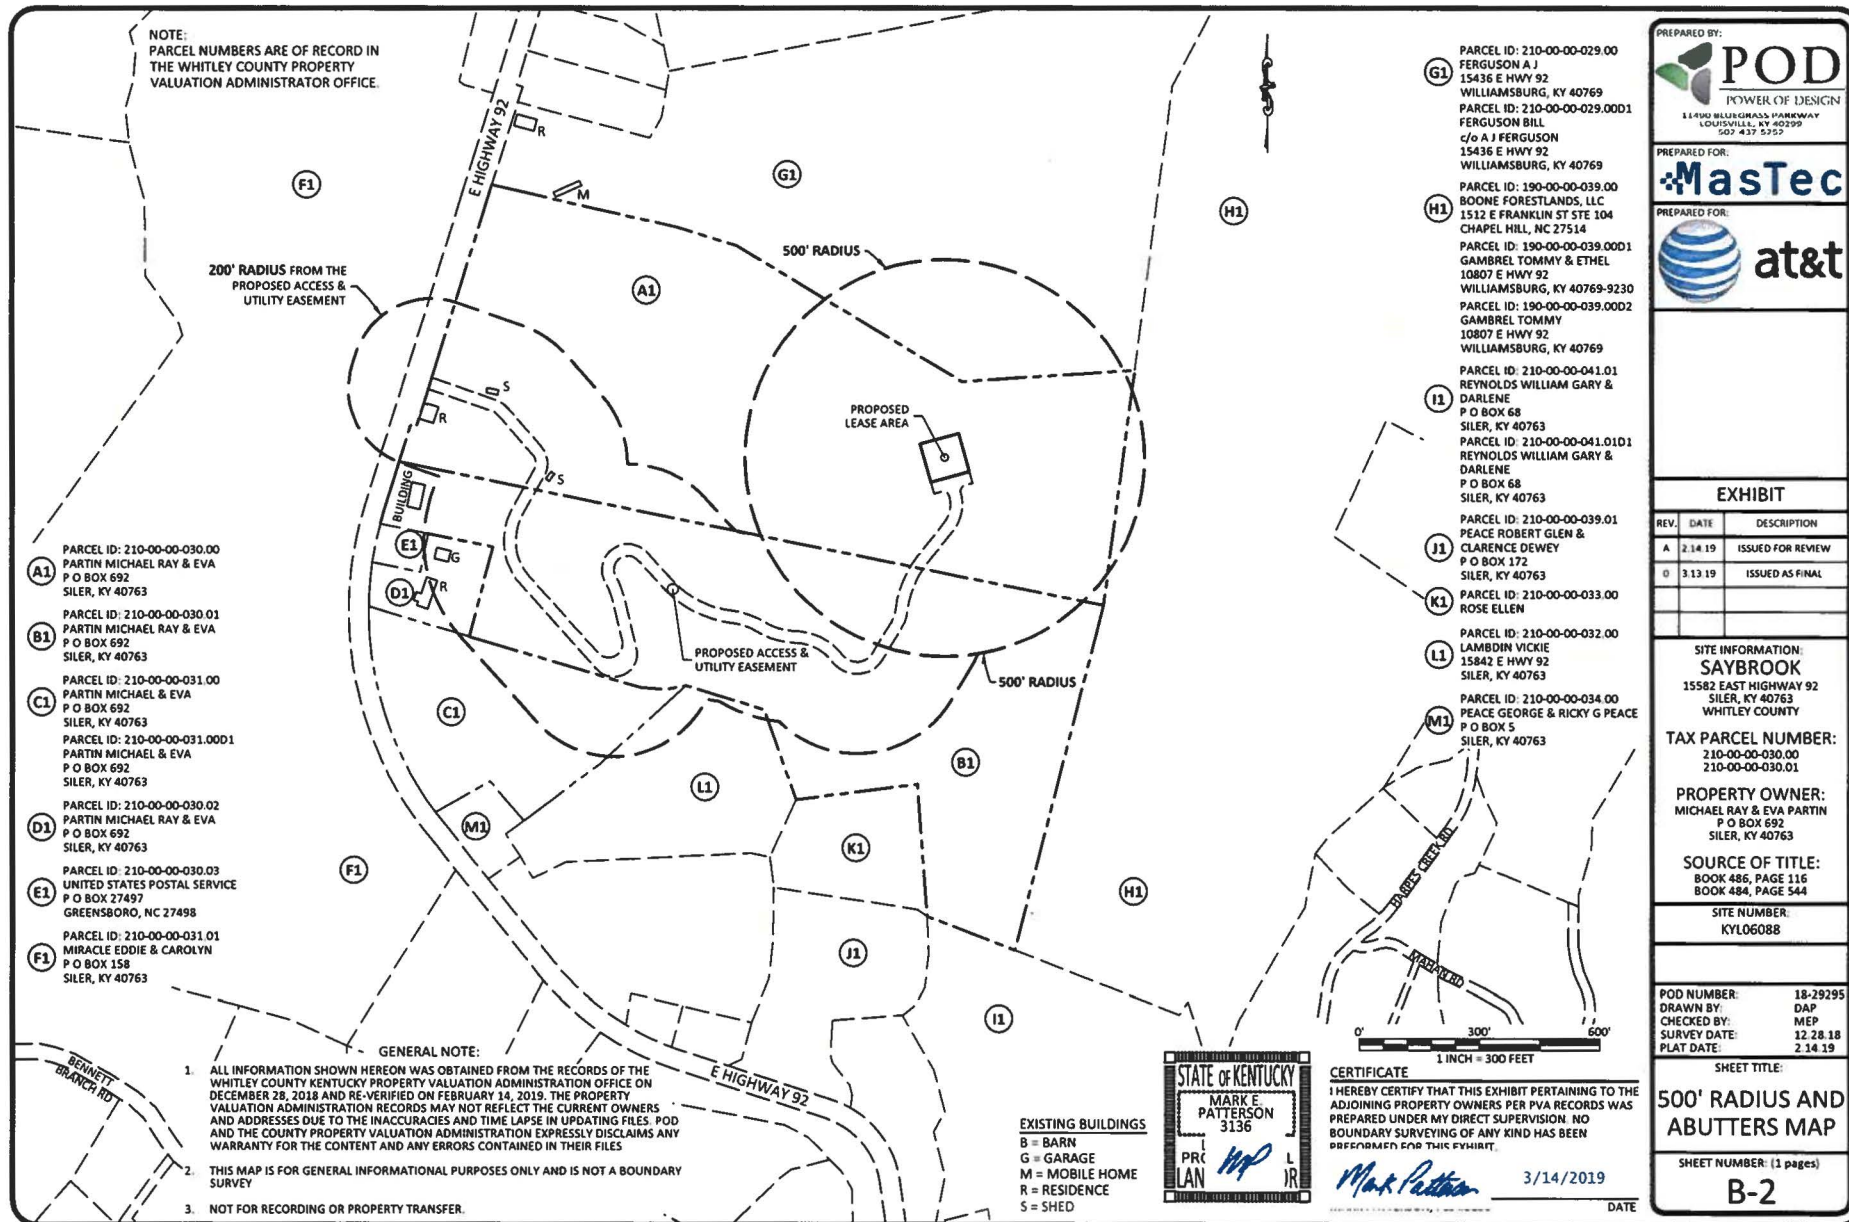 NOTE:
PARCEL NUMBERS ARE OF RECORD IN
THE WHITLEY COUNTY PROPERTY
VALUATION ADMINISTRATOR OFFICE.
E HIGHWAY 92
R
M
F1
G1
H1
A1
500' RADIUS
200' RADIUS FROM THE
PROPOSED ACCESS &
UTILITY EASEMENT
S
R
PROPOSED
LEASE AREA
S
BUILDING
E1
G
D1
R
PROPOSED ACCESS &
UTILITY EASEMENT
500' RADIUS
C1
B1
L1
M1
K1
F1
H1
J1
I1
E HIGHWAY 92
BENNETT
BRANCH RD
HARPES CREEK RD
MAHAN RD
A1
PARCEL ID: 210-00-00-030.00
PARTIN MICHAEL RAY & EVA
P O BOX 692
SILER, KY 40763
B1
PARCEL ID: 210-00-00-030.01
PARTIN MICHAEL RAY & EVA
P O BOX 692
SILER, KY 40763
C1
PARCEL ID: 210-00-00-031.00
PARTIN MICHAEL & EVA
P O BOX 692
SILER, KY 40763
PARCEL ID: 210-00-00-031.00D1
PARTIN MICHAEL & EVA
P O BOX 692
SILER, KY 40763
D1
PARCEL ID: 210-00-00-030.02
PARTIN MICHAEL RAY & EVA
P O BOX 692
SILER, KY 40763
E1
PARCEL ID: 210-00-00-030.03
UNITED STATES POSTAL SERVICE
P O BOX 27497
GREENSBORO, NC 27498
F1
PARCEL ID: 210-00-00-031.01
MIRACLE EDDIE & CAROLYN
P O BOX 158
SILER, KY 40763
G1
PARCEL ID: 210-00-00-029.00
FERGUSON A J
15436 E HWY 92
WILLIAMSBURG, KY 40769
PARCEL ID: 210-00-00-029.00D1
FERGUSON BILL
c/o A J FERGUSON
15436 E HWY 92
WILLIAMSBURG, KY 40769
H1
PARCEL ID: 190-00-00-039.00
BOONE FORESTLANDS, LLC
1512 E FRANKLIN ST STE 104
CHAPEL HILL, NC 27514
PARCEL ID: 190-00-00-039.00D1
GAMBREL TOMMY & ETHEL
10807 E HWY 92
WILLIAMSBURG, KY 40769-9230
PARCEL ID: 190-00-00-039.00D2
GAMBREL TOMMY
10807 E HWY 92
WILLIAMSBURG, KY 40769
I1
PARCEL ID: 210-00-00-041.01
REYNOLDS WILLIAM GARY &
DARLENE
P O BOX 68
SILER, KY 40763
PARCEL ID: 210-00-00-041.01D1
REYNOLDS WILLIAM GARY &
DARLENE
P O BOX 68
SILER, KY 40763
J1
PARCEL ID: 210-00-00-039.01
PEACE ROBERT GLEN &
CLARENCE DEWEY
P O BOX 172
SILER, KY 40763
K1
PARCEL ID: 210-00-00-033.00
ROSE ELLEN
L1
PARCEL ID: 210-00-00-032.00
LAMBDIN VICKIE
15842 E HWY 92
SILER, KY 40763
M1
PARCEL ID: 210-00-00-034.00
PEACE GEORGE & RICKY G PEACE
P O BOX 5
SILER, KY 40763
GENERAL NOTE:
1. ALL INFORMATION SHOWN HEREON WAS OBTAINED FROM THE RECORDS OF THE
WHITLEY COUNTY KENTUCKY PROPERTY VALUATION ADMINISTRATION OFFICE ON
DECEMBER 28, 2018 AND RE-VERIFIED ON FEBRUARY 14, 2019. THE PROPERTY
VALUATION ADMINISTRATION RECORDS MAY NOT REFLECT THE CURRENT OWNERS
AND ADDRESSES DUE TO THE INACCURACIES AND TIME LAPSE IN UPDATING FILES. POD
AND THE COUNTY PROPERTY VALUATION ADMINISTRATION EXPRESSLY DISCLAIMS ANY
WARRANTY FOR THE CONTENT AND ANY ERRORS CONTAINED IN THEIR FILES
2. THIS MAP IS FOR GENERAL INFORMATIONAL PURPOSES ONLY AND IS NOT A BOUNDARY
SURVEY
3. NOT FOR RECORDING OR PROPERTY TRANSFER.
EXISTING BUILDINGS
B = BARN
G = GARAGE
M = MOBILE HOME
R = RESIDENCE
S = SHED
STATE OF KENTUCKY
MARK E.
PATTERSON
3136
MP
LAN
0' 300' 600'
1 INCH = 300 FEET
CERTIFICATE
I HEREBY CERTIFY THAT THIS EXHIBIT PERTAINING TO THE
ADJOINING PROPERTY OWNERS PER PVA RECORDS WAS
PREPARED UNDER MY DIRECT SUPERVISION. NO
BOUNDARY SURVEYING OF ANY KIND HAS BEEN
PREFORMED FOR THIS EXHIBIT.
Mark Patterson 3/14/2019
DATE
PREPARED BY:
POD
POWER OF DESIGN
11490 BLUEGRASS PARKWAY
LOUISVILLE, KY 40299
502 437 5252
PREPARED FOR:
MasTec
PREPARED FOR:
at&t
EXHIBIT
REV. DATE DESCRIPTION
A 2.14.19 ISSUED FOR REVIEW
0 3.13.19 ISSUED AS FINAL
SITE INFORMATION:
SAYBROOK
15582 EAST HIGHWAY 92
SILER, KY 40763
WHITLEY COUNTY
TAX PARCEL NUMBER:
210-00-00-030.00
210-00-00-030.01
PROPERTY OWNER:
MICHAEL RAY & EVA PARTIN
P O BOX 692
SILER, KY 40763
SOURCE OF TITLE:
BOOK 486, PAGE 116
BOOK 484, PAGE 544
SITE NUMBER:
KYL06088
POD NUMBER: 18-29295
DRAWN BY: DAP
CHECKED BY: MEP
SURVEY DATE: 12.28.18
PLAT DATE: 2.14.19
SHEET TITLE:
500' RADIUS AND
ABUTTERS MAP
SHEET NUMBER: (1 pages)
B-2